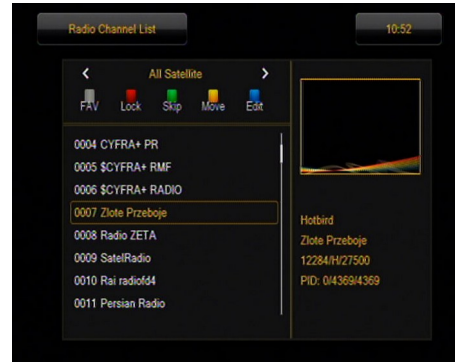 Radio Channel List
10:52
All Satellite
FAV Lock Skip Move Edit
0004 CYFRA+ PR
0005 $CYFRA+ RMF
0006 $CYFRA+ RADIO
0007 Zlote Przeboje
0008 Radio ZETA
0009 SatelRadio
0010 Rai radiofd4
0011 Persian Radio
Hotbird
Zlote Przeboje
12284/H/27500
PID: 0/4369/4369